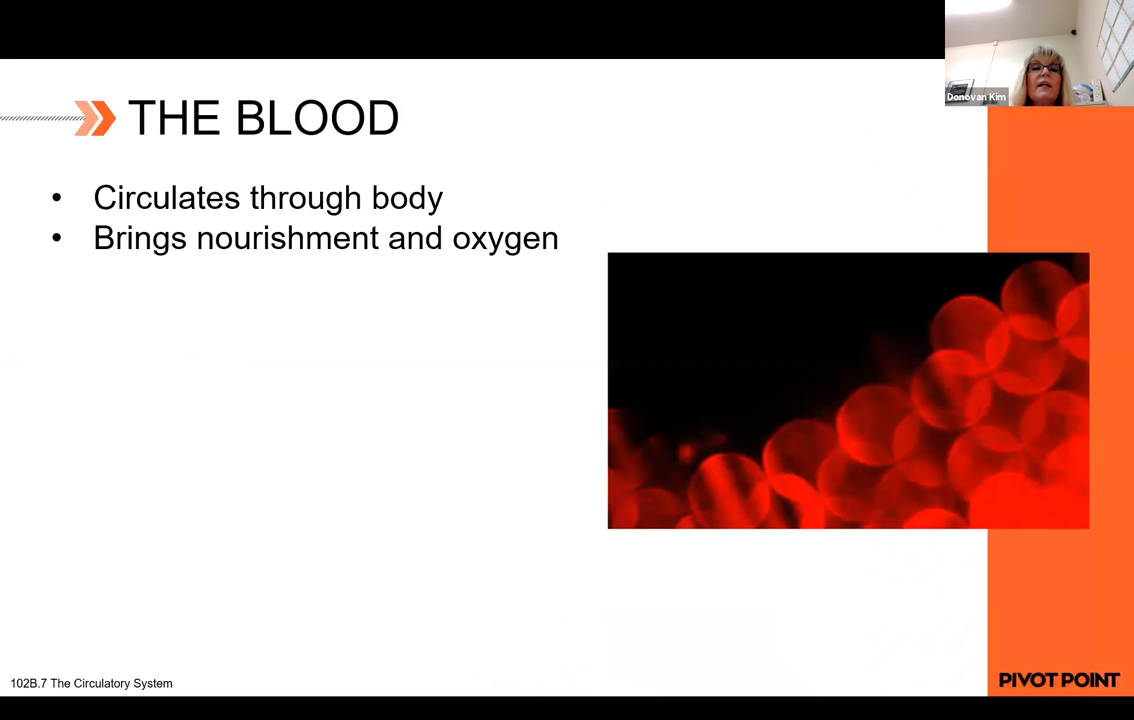 Donovan Kim
THE BLOOD
• Circulates through body
• Brings nourishment and oxygen
102B.7 The Circulatory System
PIVOT POINT